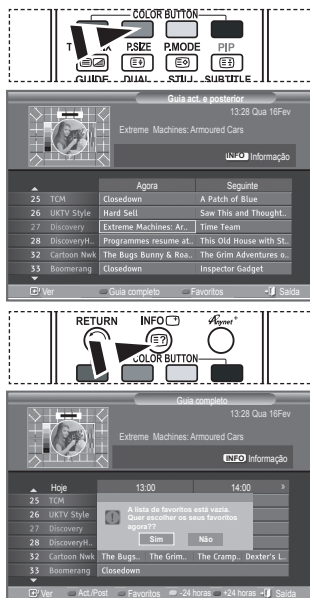 COLOR BUTTON
P.SIZE P.MODE PIP
GUIDE DUAL STILL SUBTITLE
Guia act. e posterior
13:28 Qua 16Fev
Extreme Machines: Armoured Cars
INFO Informação
Agora Seguinte
25 TCM Closedown A Patch of Blue
26 UKTV Style Hard Sell Saw This and Thought..
27 Discovery Extreme Machines: Ar.. Time Team
28 DiscoveryH.. Programmes resume at.. This Old House with St..
32 Cartoon Nwk The Bugs Bunny & Roa.. The Grim Adventures o..
33 Boomerang Closedown Inspector Gadget
Ver Guia completo Favoritos Saída
RETURN INFO Anynet+
COLOR BUTTON
Guia completo
13:28 Qua 16Fev
Extreme Machines: Armoured Cars
INFO Informação
Hoje 13:00 14:00 »
25 TCM
26 UKTV Style
27 Discovery
28 DiscoveryH..
A lista de favoritos está vazia.
Quer escolher os seus favoritos
agora??
Sim Não
32 Cartoon Nwk The Bugs.. The Grim.. The Cramp.. Dexter's L..
33 Boomerang Closedown
Ver Act./Post Favoritos -24 horas +24 horas Saída